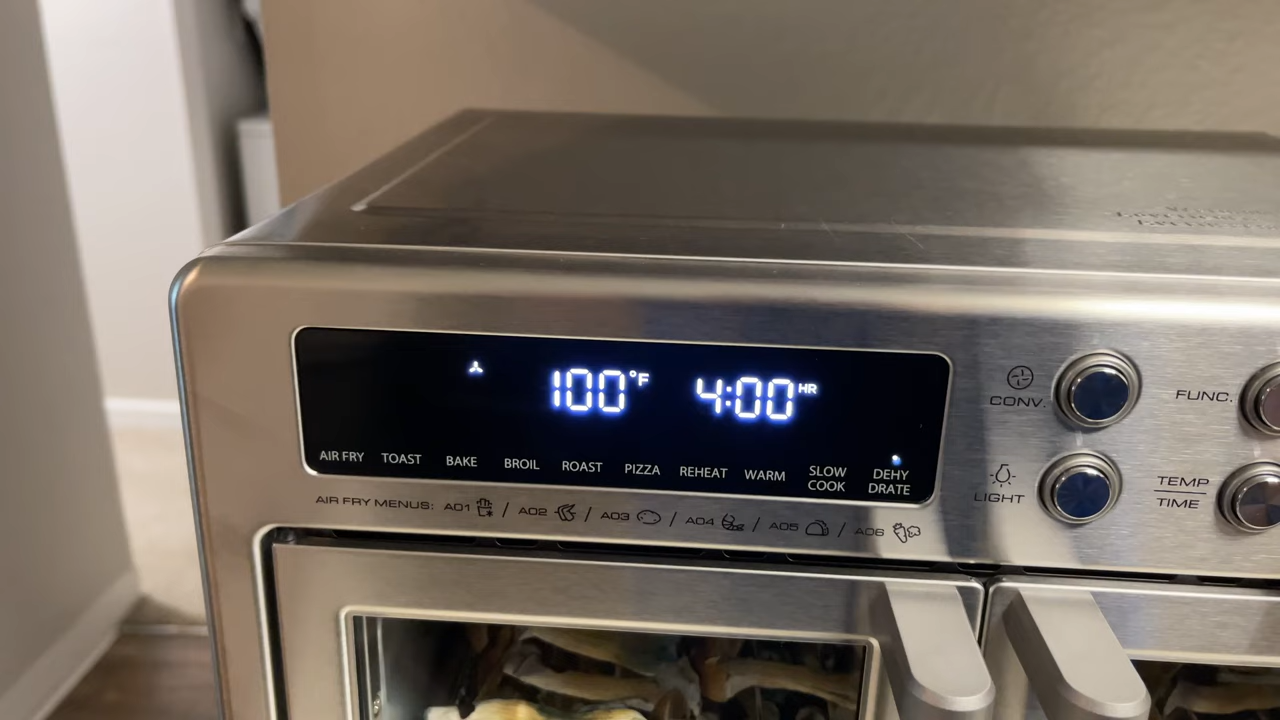 100°F 4:00 HR
AIR FRY TOAST BAKE BROIL ROAST PIZZA REHEAT WARM SLOW COOK DEHY DRATE
AIR FRY MENUS: A01 / A02 / A03 / A04 / A05 / A06
CONV. FUNC.
LIGHT TEMP TIME